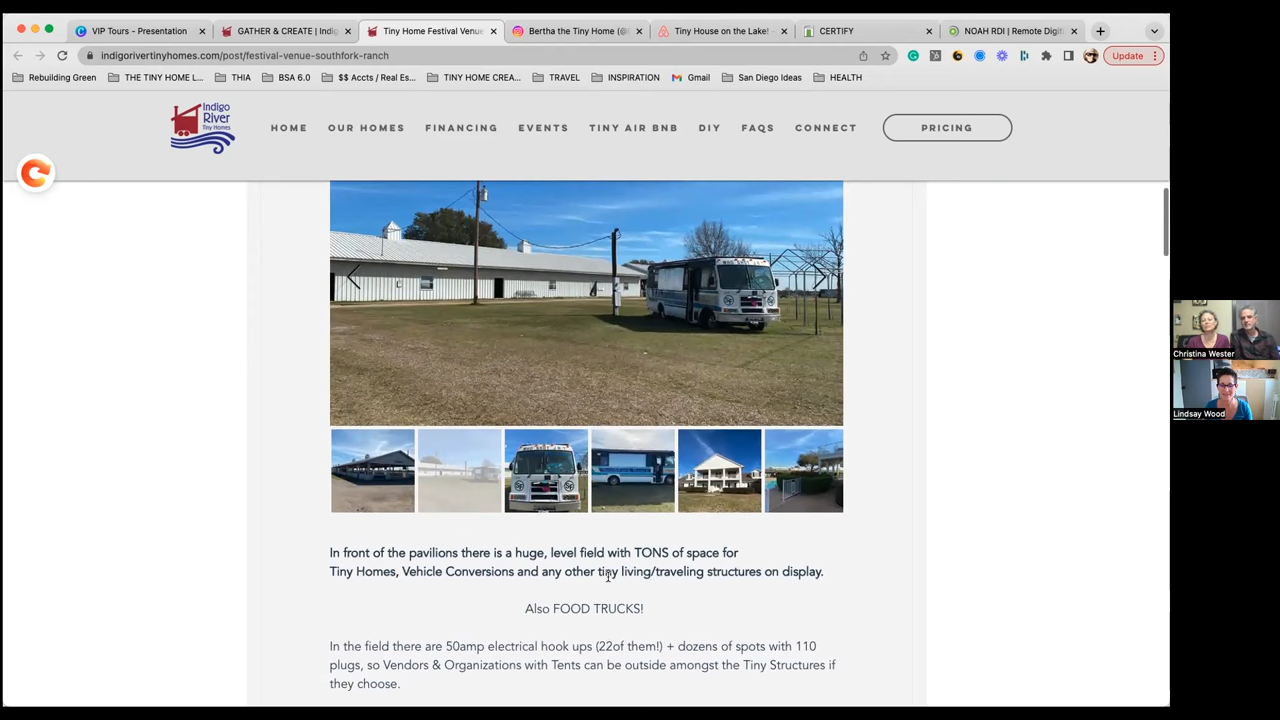 VIP Tours - Presentation
GATHER & CREATE | Indig
Tiny Home Festival Venue
Bertha the Tiny Home (@
Tiny House on the Lake!
CERTIFY
NOAH RDI | Remote Digit
indigorivertinyhomes.com/post/festival-venue-southfork-ranch
Update
Rebuilding Green
THE TINY HOME L...
THIA
BSA 6.0
$$ Accts / Real Es...
TINY HOME CREA...
TRAVEL
INSPIRATION
Gmail
San Diego Ideas
HEALTH
Indigo
River
Tiny Homes
HOME
OUR HOMES
FINANCING
EVENTS
TINY AIR BNB
DIY
FAQS
CONNECT
PRICING
In front of the pavilions there is a huge, level field with TONS of space for
Tiny Homes, Vehicle Conversions and any other tiny living/traveling structures on display.
Also FOOD TRUCKS!
In the field there are 50amp electrical hook ups (22of them!) + dozens of spots with 110
plugs, so Vendors & Organizations with Tents can be outside amongst the Tiny Structures if
they choose.
Christina Wester
Lindsay Wood